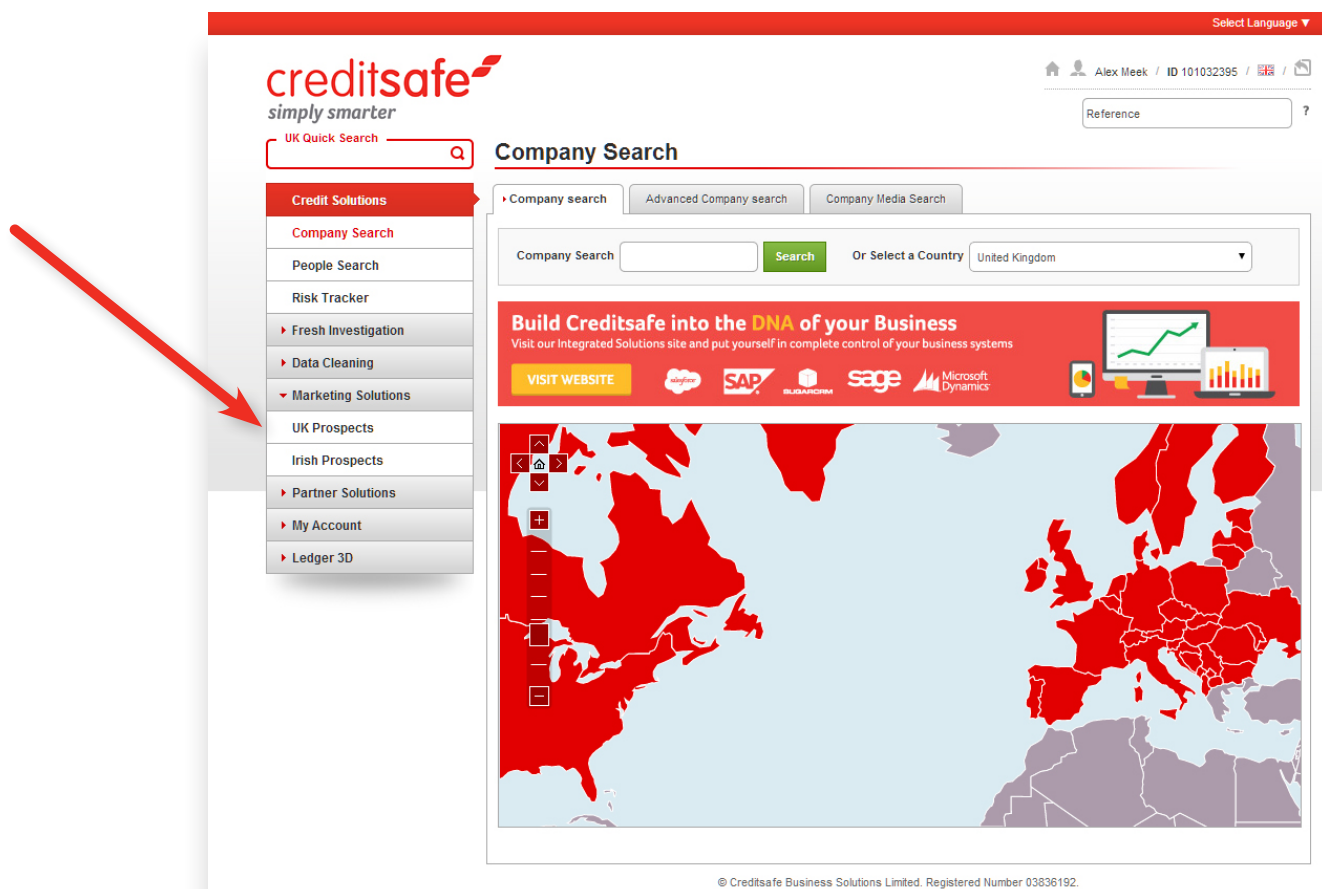 Select Language ▼
creditsafe
simply smarter
Alex Meek / ID 101032395 / /
Reference ?
UK Quick Search
Company Search
Credit Solutions
Company Search
People Search
Risk Tracker
Fresh Investigation
Data Cleaning
Marketing Solutions
UK Prospects
Irish Prospects
Partner Solutions
My Account
Ledger 3D
Company search
Advanced Company search
Company Media Search
Company Search Search Or Select a Country United Kingdom
Build Creditsafe into the DNA of your Business
Visit our Integrated Solutions site and put yourself in complete control of your business systems
VISIT WEBSITE salesforce SAP SUGARCRM sage Microsoft Dynamics
© Creditsafe Business Solutions Limited. Registered Number 03836192.